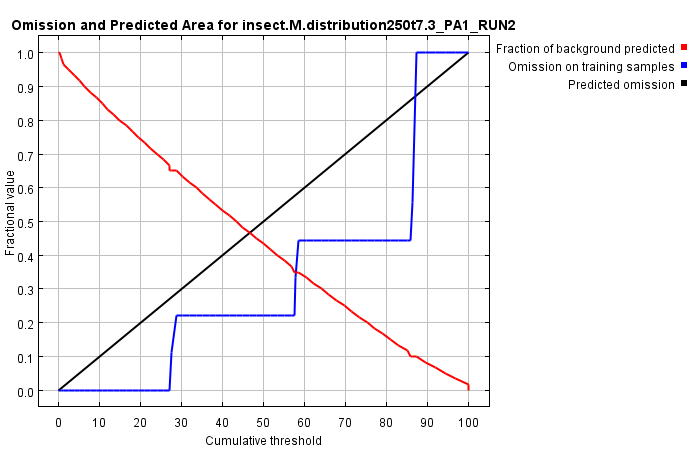 Omission and Predicted Area for insect.M.distribution250t7.3_PA1_RUN2
Fraction of background predicted
Omission on training samples
Predicted omission
Fractional value
1.0
0.9
0.8
0.7
0.6
0.5
0.4
0.3
0.2
0.1
0.0
0 10 20 30 40 50 60 70 80 90 100
Cumulative threshold